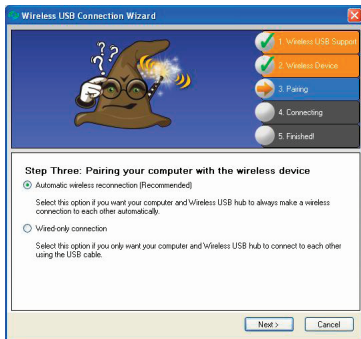 Wireless USB Connection Wizard
? ? ?
1. Wireless USB Support
2. Wireless Device
3. Pairing
4. Connecting
5. Finished!
Step Three: Pairing your computer with the wireless device
Automatic wireless reconnection (Recommended)
Select this option if you want your computer and Wireless USB hub to always make a wireless
connection to each other automatically.
Wired-only connection
Select this option if you only want your computer and Wireless USB hub to connect to each other
using the USB cable.
Next >
Cancel